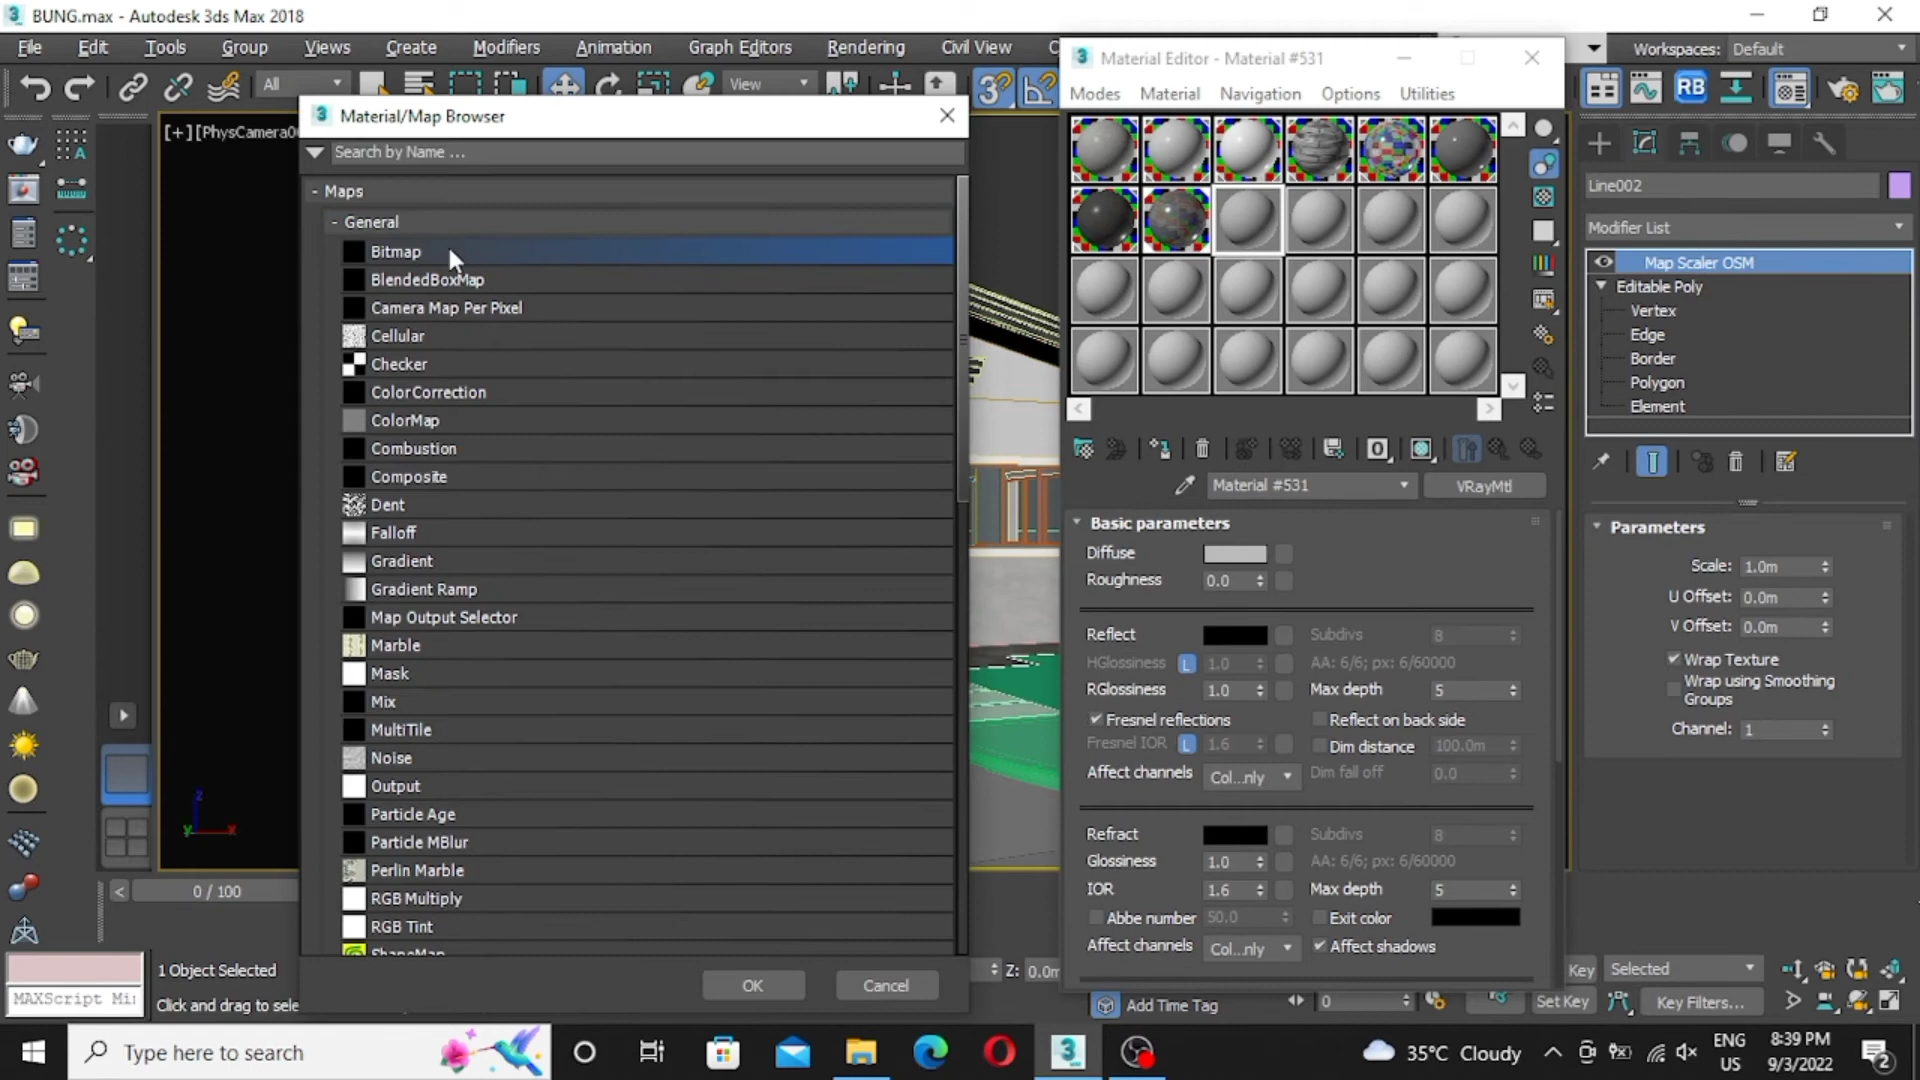 BUNG.max - Autodesk 3ds Max 2018
File Edit Tools Group Views Create Modifiers Animation Graph Editors Rendering Civil View
Workspaces: Default
All
View
[+][PhysCamera0
Material/Map Browser
Search by Name ...
- Maps
- General
Bitmap
BlendedBoxMap
Camera Map Per Pixel
Cellular
Checker
ColorCorrection
ColorMap
Combustion
Composite
Dent
Falloff
Gradient
Gradient Ramp
Map Output Selector
Marble
Mask
Mix
MultiTile
Noise
Output
Particle Age
Particle MBlur
Perlin Marble
RGB Multiply
RGB Tint
ShapeMap
OK Cancel
Material Editor - Material #531
Modes Material Navigation Options Utilities
Material #531 VRayMtl
Basic parameters
Diffuse
Roughness 0.0
Reflect Subdivs 8
HGlossiness L 1.0 AA: 6/6; px: 6/60000
RGlossiness 1.0 Max depth 5
Fresnel reflections Reflect on back side
Fresnel IOR L 1.6 Dim distance 100.0m
Affect channels Col...nly Dim fall off 0.0
Refract Subdivs 8
Glossiness 1.0 AA: 6/6; px: 6/60000
IOR 1.6 Max depth 5
Abbe number 50.0 Exit color
Affect channels Col...nly Affect shadows
Line002
Modifier List
Map Scaler OSM
Editable Poly
Vertex
Edge
Border
Polygon
Element
Parameters
Scale: 1.0m
U Offset: 0.0m
V Offset: 0.0m
Wrap Texture
Wrap using Smoothing
Groups
Channel: 1
z
y x
< 0 / 100
1 Object Selected
Z: 0.0m
Key Selected
MAXScript Mi
Click and drag to sele
Add Time Tag
0
Set Key Key Filters...
Type here to search
35°C Cloudy
ENG
US
8:39 PM
9/3/2022
2